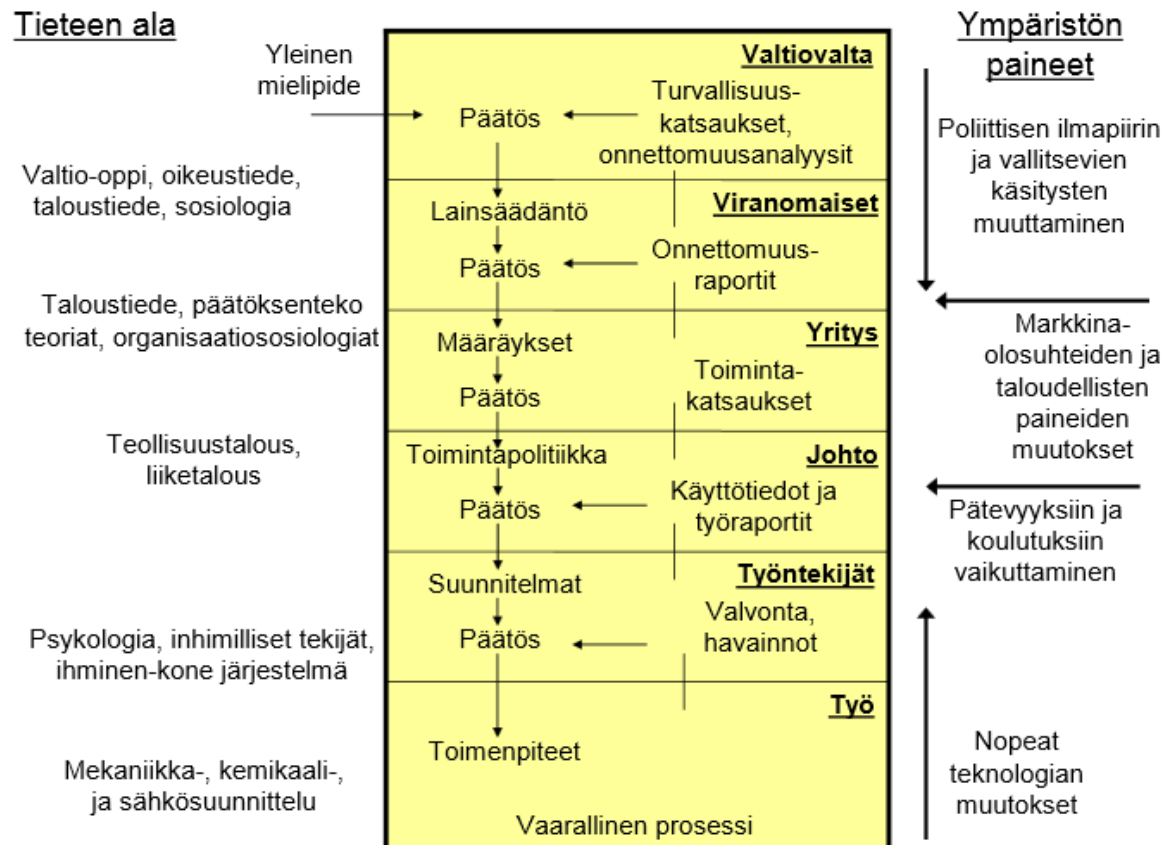 Tieteen ala
Yleinen
mielipide
Valtio-oppi, oikeustiede,
taloustiede, sosiologia
Taloustiede, päätöksenteko
teoriat, organisaatiososiologiat
Teollisuustalous,
liiketalous
Psykologia, inhimilliset tekijät,
ihminen-kone järjestelmä
Mekaniikka-, kemikaali-,
ja sähkösuunnittelu
Valtiovalta
Päätös
Turvallisuus-
katsaukset,
onnettomuusanalyysit
Viranomaiset
Lainsäädäntö
Päätös
Onnettomuus-
raportit
Yritys
Määräykset
Päätös
Toiminta-
katsaukset
Johto
Toimintapolitiikka
Päätös
Käyttötiedot ja
työraportit
Työntekijät
Suunnitelmat
Päätös
Valvonta,
havainnot
Työ
Toimenpiteet
Vaarallinen prosessi
Ympäristön
paineet
Poliittisen ilmapiirin
ja vallitsevien
käsitysten
muuttaminen
Markkina-
olosuhteiden ja
taloudellisten
paineiden
muutokset
Pätevyyksiin ja
koulutuksiin
vaikuttaminen
Nopeat
teknologian
muutokset